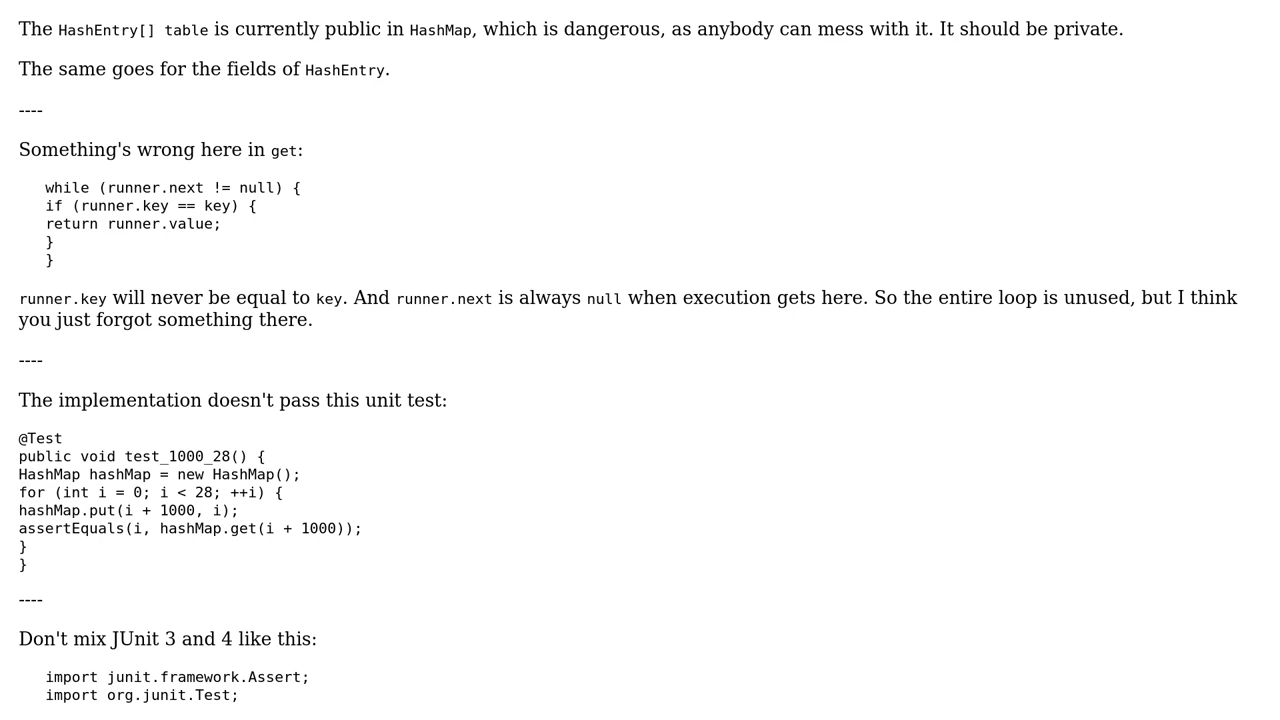 The HashEntry[] table is currently public in HashMap, which is dangerous, as anybody can mess with it. It should be private.
The same goes for the fields of HashEntry.
----
Something's wrong here in get:
while (runner.next != null) {
if (runner.key == key) {
return runner.value;
}
}
runner.key will never be equal to key. And runner.next is always null when execution gets here. So the entire loop is unused, but I think
you just forgot something there.
----
The implementation doesn't pass this unit test:
@Test
public void test_1000_28() {
HashMap hashMap = new HashMap();
for (int i = 0; i < 28; ++i) {
hashMap.put(i + 1000, i);
assertEquals(i, hashMap.get(i + 1000));
}
}
----
Don't mix JUnit 3 and 4 like this:
import junit.framework.Assert;
import org.junit.Test;